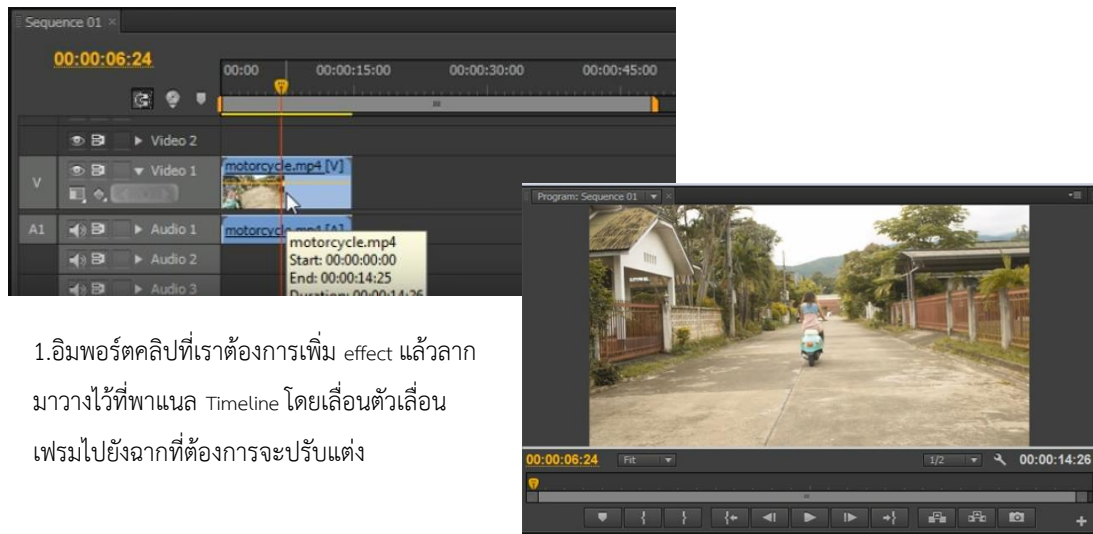 Sequence 01 ×
00:00:06:24
00:00 00:00:15:00 00:00:30:00 00:00:45:00
Video 2
V Video 1
motorcycle.mp4 [V]
A1 Audio 1
motorcycle.mp4 [A]
Audio 2
Audio 3
motorcycle.mp4
Start: 00:00:00:00
End: 00:00:14:25
Duration: 00:00:14:26
Program: Sequence 01 ×
00:00:06:24 Fit 1/2 00:00:14:26
1.อิมพอร์ตคลิปที่เราต้องการเพิ่ม effect แล้วลาก
มาวางไว้ที่พาแนล Timeline โดยเลื่อนตัวเลื่อน
เฟรมไปยังฉากที่ต้องการจะปรับแต่ง